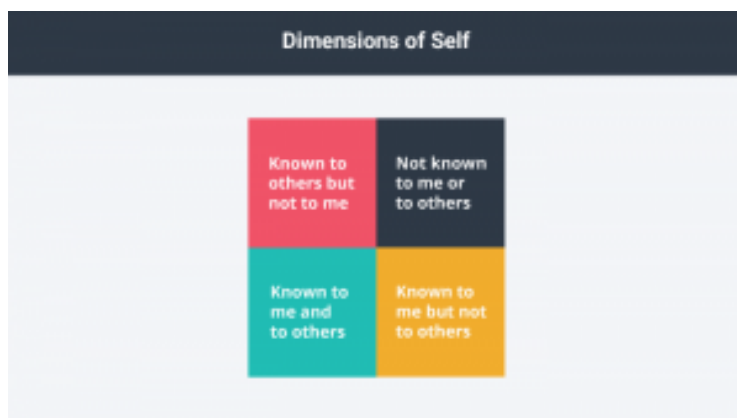 Dimensions of Self
Known to
others but
not to me
Not known
to me or
to others
Known to
me and
to others
Known to
me but not
to others